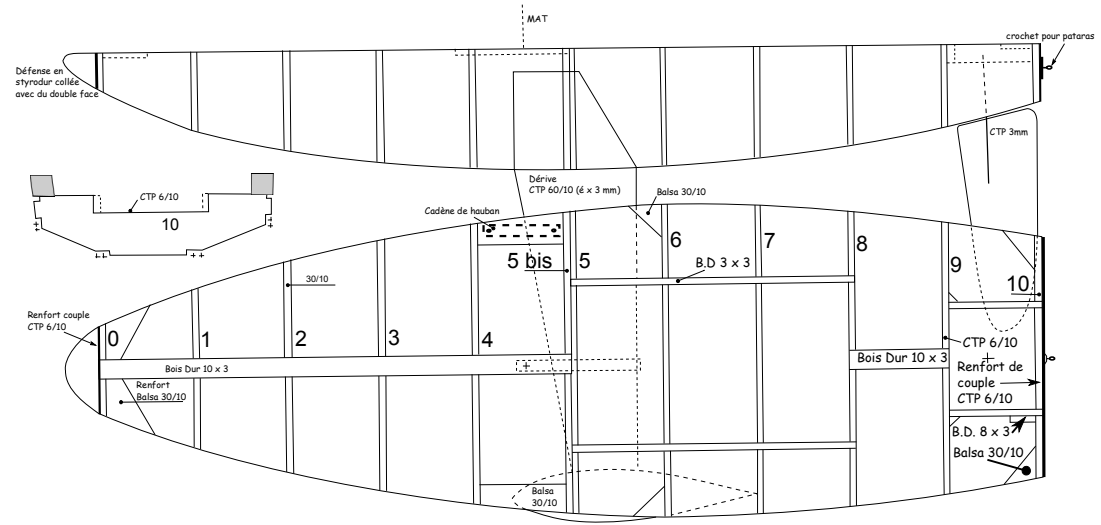 MAT
crochet pour pataras
Défense en
styrodur collée
avec du double face
CTP 3mm
Dérive
CTP 60/10 (é x 3 mm)
Balsa 30/10
CTP 6/10
10
Cadène de hauban
5 bis
5
6
7
8
9
10
B.D 3 x 3
30/10
Renfort couple
CTP 6/10
0
1
2
3
4
CTP 6/10
Bois Dur 10 x 3
Bois Dur 10 x 3
Renfort de
couple
CTP 6/10
Renfort
Balsa 30/10
B.D. 8 x 3
Balsa 30/10
Balsa
30/10